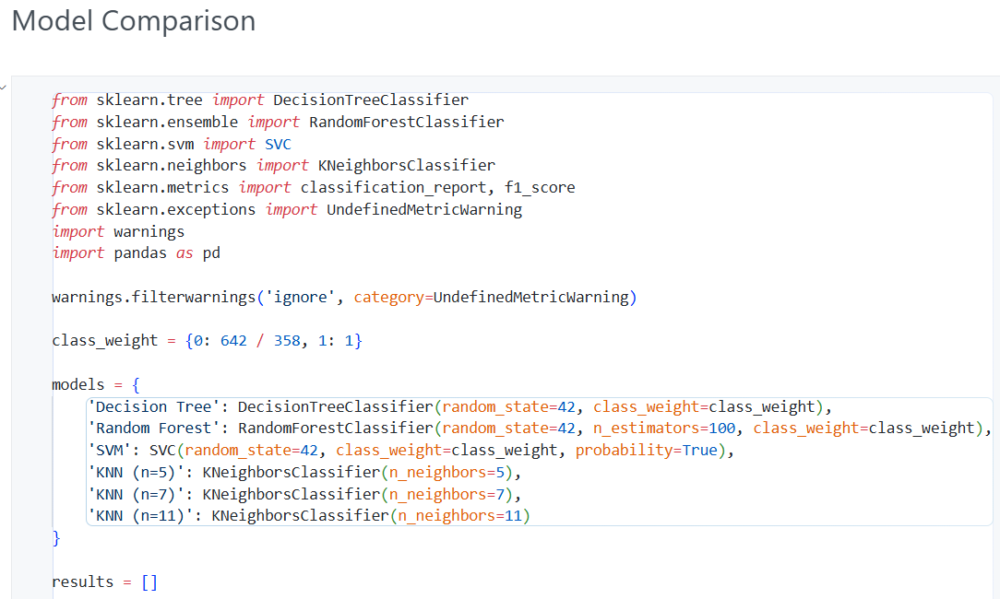 Model Comparison
from sklearn.tree import DecisionTreeClassifier
from sklearn.ensemble import RandomForestClassifier
from sklearn.svm import SVC
from sklearn.neighbors import KNeighborsClassifier
from sklearn.metrics import classification_report, f1_score
from sklearn.exceptions import UndefinedMetricWarning
import warnings
import pandas as pd
warnings.filterwarnings('ignore', category=UndefinedMetricWarning)
class_weight = {0: 642 / 358, 1: 1}
models = {
'Decision Tree': DecisionTreeClassifier(random_state=42, class_weight=class_weight),
'Random Forest': RandomForestClassifier(random_state=42, n_estimators=100, class_weight=class_weight),
'SVM': SVC(random_state=42, class_weight=class_weight, probability=True),
'KNN (n=5)': KNeighborsClassifier(n_neighbors=5),
'KNN (n=7)': KNeighborsClassifier(n_neighbors=7),
'KNN (n=11)': KNeighborsClassifier(n_neighbors=11)
}
results = []